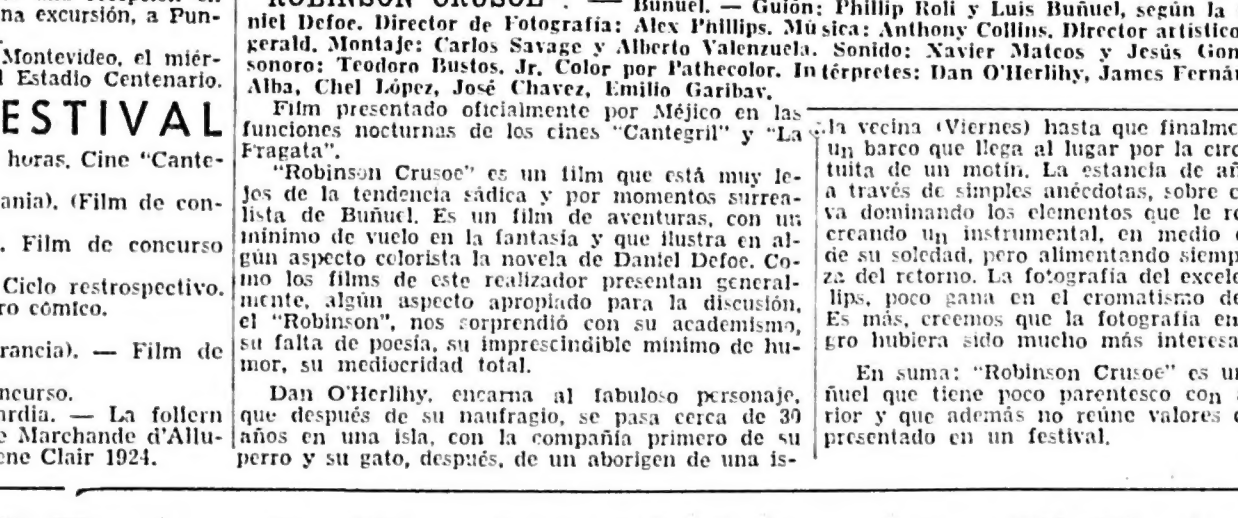 na excursión, a Pun-
Montevideo, el miér-
Estadio Centenario.
ESTIVAL
horas. Cine "Cante-
ania). (Film de con-
. Film de concurso
Ciclo restrospectivo.
ro cómico.
rancia). — Film de
ncurso.
ardia. — La follern
e Marchande d'Allu-
ene Clair 1924.
"ROBINSON CRUSOE". — Buñuel. — Guión: Phillip Roli y Luis Buñuel, según la
niel Defoe. Director de Fotografía: Alex Phillips. Música: Anthony Collins. Director artístico
gerald. Montaje: Carlos Savage y Alberto Valenzuela. Sonido: Xavier Mateos y Jesús Gon
sonoro: Teodoro Bustos. Jr. Color por Pathecolor. Intérpretes: Dan O'Herlihy, James Fernán
Alba, Chel López, José Chavez, Emilio Garibay.
Film presentado oficialmente por Méjico en las
funciones nocturnas de los cines "Cantegril" y "La
Fragata".
"Robinson Crusoe" es un film que está muy le-
jos de la tendencia sádica y por momentos surrea-
lista de Buñuel. Es un film de aventuras, con un
mínimo de vuelo en la fantasía y que ilustra en al-
gún aspecto colorista la novela de Daniel Defoe. Co-
mo los films de este realizador presentan general-
mente, algún aspecto apropiado para la discusión,
el "Robinson", nos sorprendió con su academismo,
su falta de poesía, su imprescindible mínimo de hu-
mor, su mediocridad total.
Dan O'Herlihy, encarna al fabuloso personaje,
que después de su naufragio, se pasa cerca de 30
años en una isla, con la compañía primero de su
perro y su gato, después, de un aborigen de una is-
la vecina (Viernes) hasta que finalme
un barco que llega al lugar por la circ
tuita de un motín. La estancia de añ
a través de simples anécdotas, sobre c
va dominando los elementos que le r
creando un instrumental, en medio
de su soledad, pero alimentando siemp
za del retorno. La fotografía del excele
lips, poco gana en el cromatismo de
Es más, creemos que la fotografía en
gro hubiera sido mucho más interesa
En suma: "Robinson Crusoe" es un
ñuel que tiene poco parentesco con
rior y que además no reúne valores
presentado en un festival.